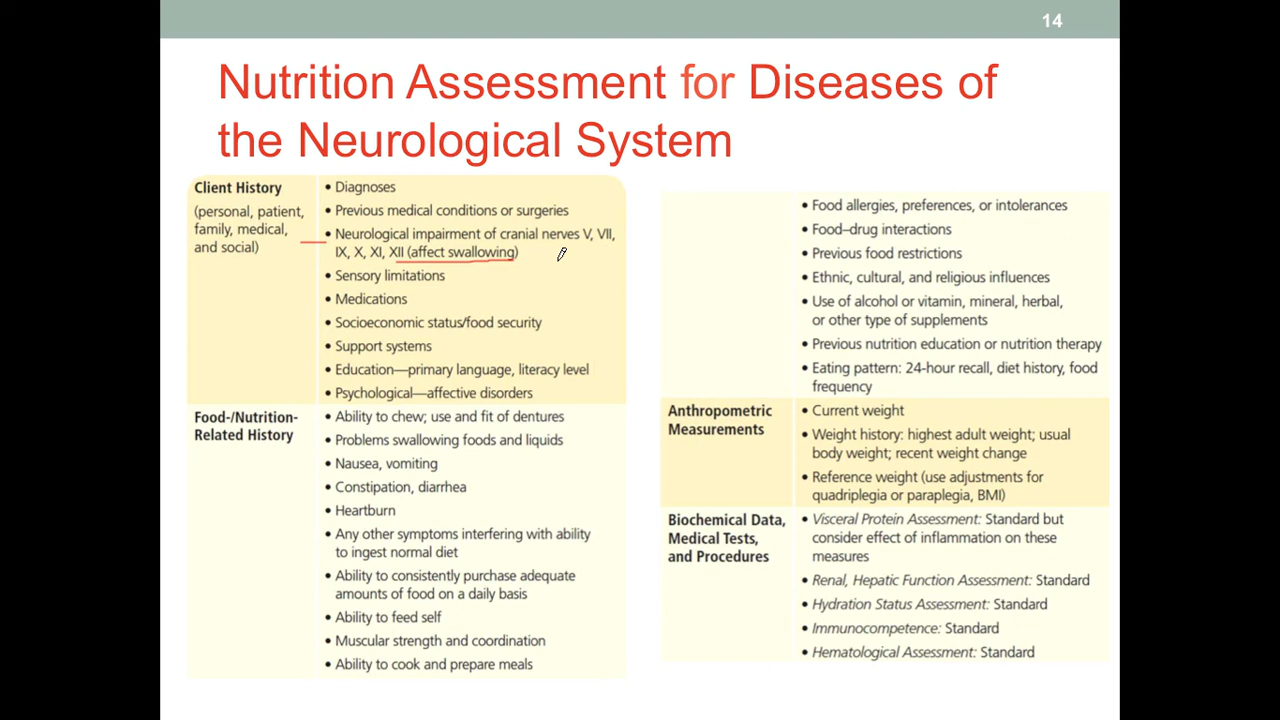 14
Nutrition Assessment for Diseases of
the Neurological System
Client History
(personal, patient,
family, medical,
and social)
• Diagnoses
• Previous medical conditions or surgeries
• Neurological impairment of cranial nerves V, VII,
IX, X, XI, XII (affect swallowing)
• Sensory limitations
• Medications
• Socioeconomic status/food security
• Support systems
• Education—primary language, literacy level
• Psychological—affective disorders
Food-/Nutrition-
Related History
• Ability to chew; use and fit of dentures
• Problems swallowing foods and liquids
• Nausea, vomiting
• Constipation, diarrhea
• Heartburn
• Any other symptoms interfering with ability
to ingest normal diet
• Ability to consistently purchase adequate
amounts of food on a daily basis
• Ability to feed self
• Muscular strength and coordination
• Ability to cook and prepare meals
• Food allergies, preferences, or intolerances
• Food–drug interactions
• Previous food restrictions
• Ethnic, cultural, and religious influences
• Use of alcohol or vitamin, mineral, herbal,
or other type of supplements
• Previous nutrition education or nutrition therapy
• Eating pattern: 24-hour recall, diet history, food
frequency
Anthropometric
Measurements
• Current weight
• Weight history: highest adult weight; usual
body weight; recent weight change
• Reference weight (use adjustments for
quadriplegia or paraplegia, BMI)
Biochemical Data,
Medical Tests,
and Procedures
• Visceral Protein Assessment: Standard but
consider effect of inflammation on these
measures
• Renal, Hepatic Function Assessment: Standard
• Hydration Status Assessment: Standard
• Immunocompetence: Standard
• Hematological Assessment: Standard